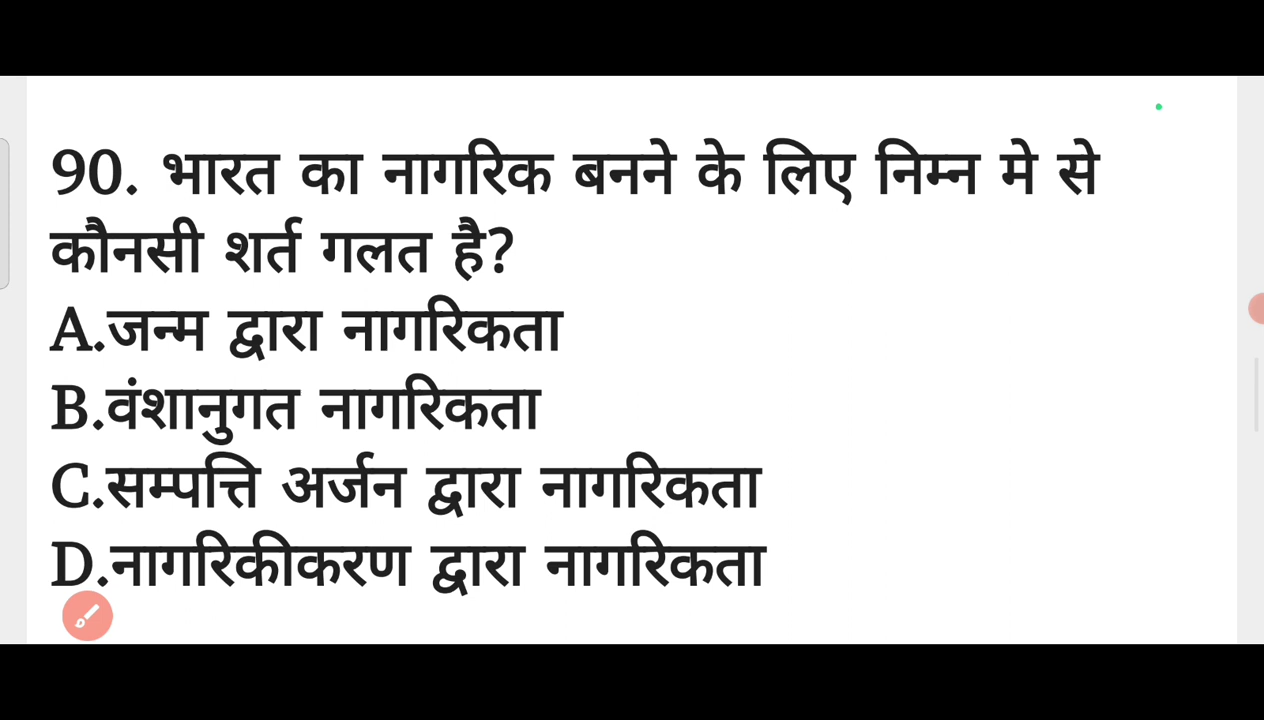 90. भारत का नागरिक बनने के लिए निम्न मे से
कौनसी शर्त गलत है?
A.जन्म द्वारा नागरिकता
B.वंशानुगत नागरिकता
C.सम्पत्ति अर्जन द्वारा नागरिकता
D.नागरिकीकरण द्वारा नागरिकता